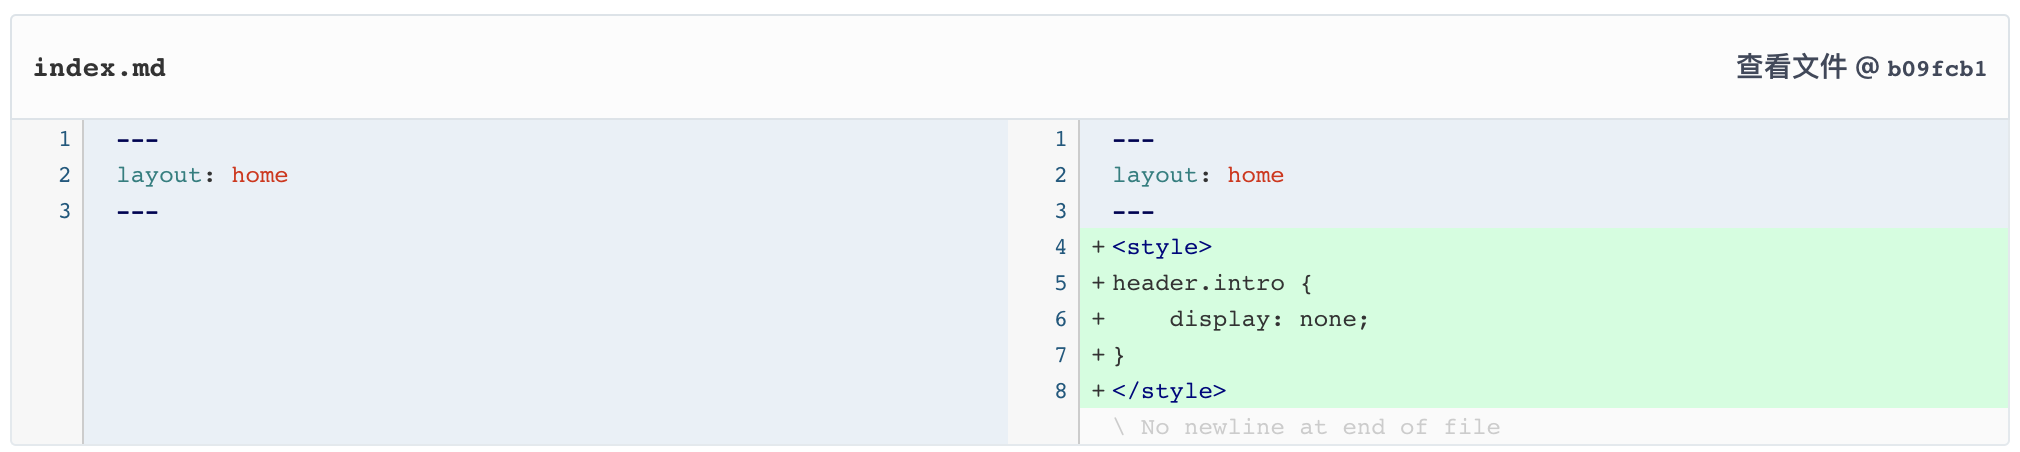 index.md
查看文件 @ b09fcb1
1 ---
2 layout: home
3 ---
1 ---
2 layout: home
3 ---
4 +<style>
5 +header.intro {
6 +    display: none;
7 +}
8 +</style>
\ No newline at end of file